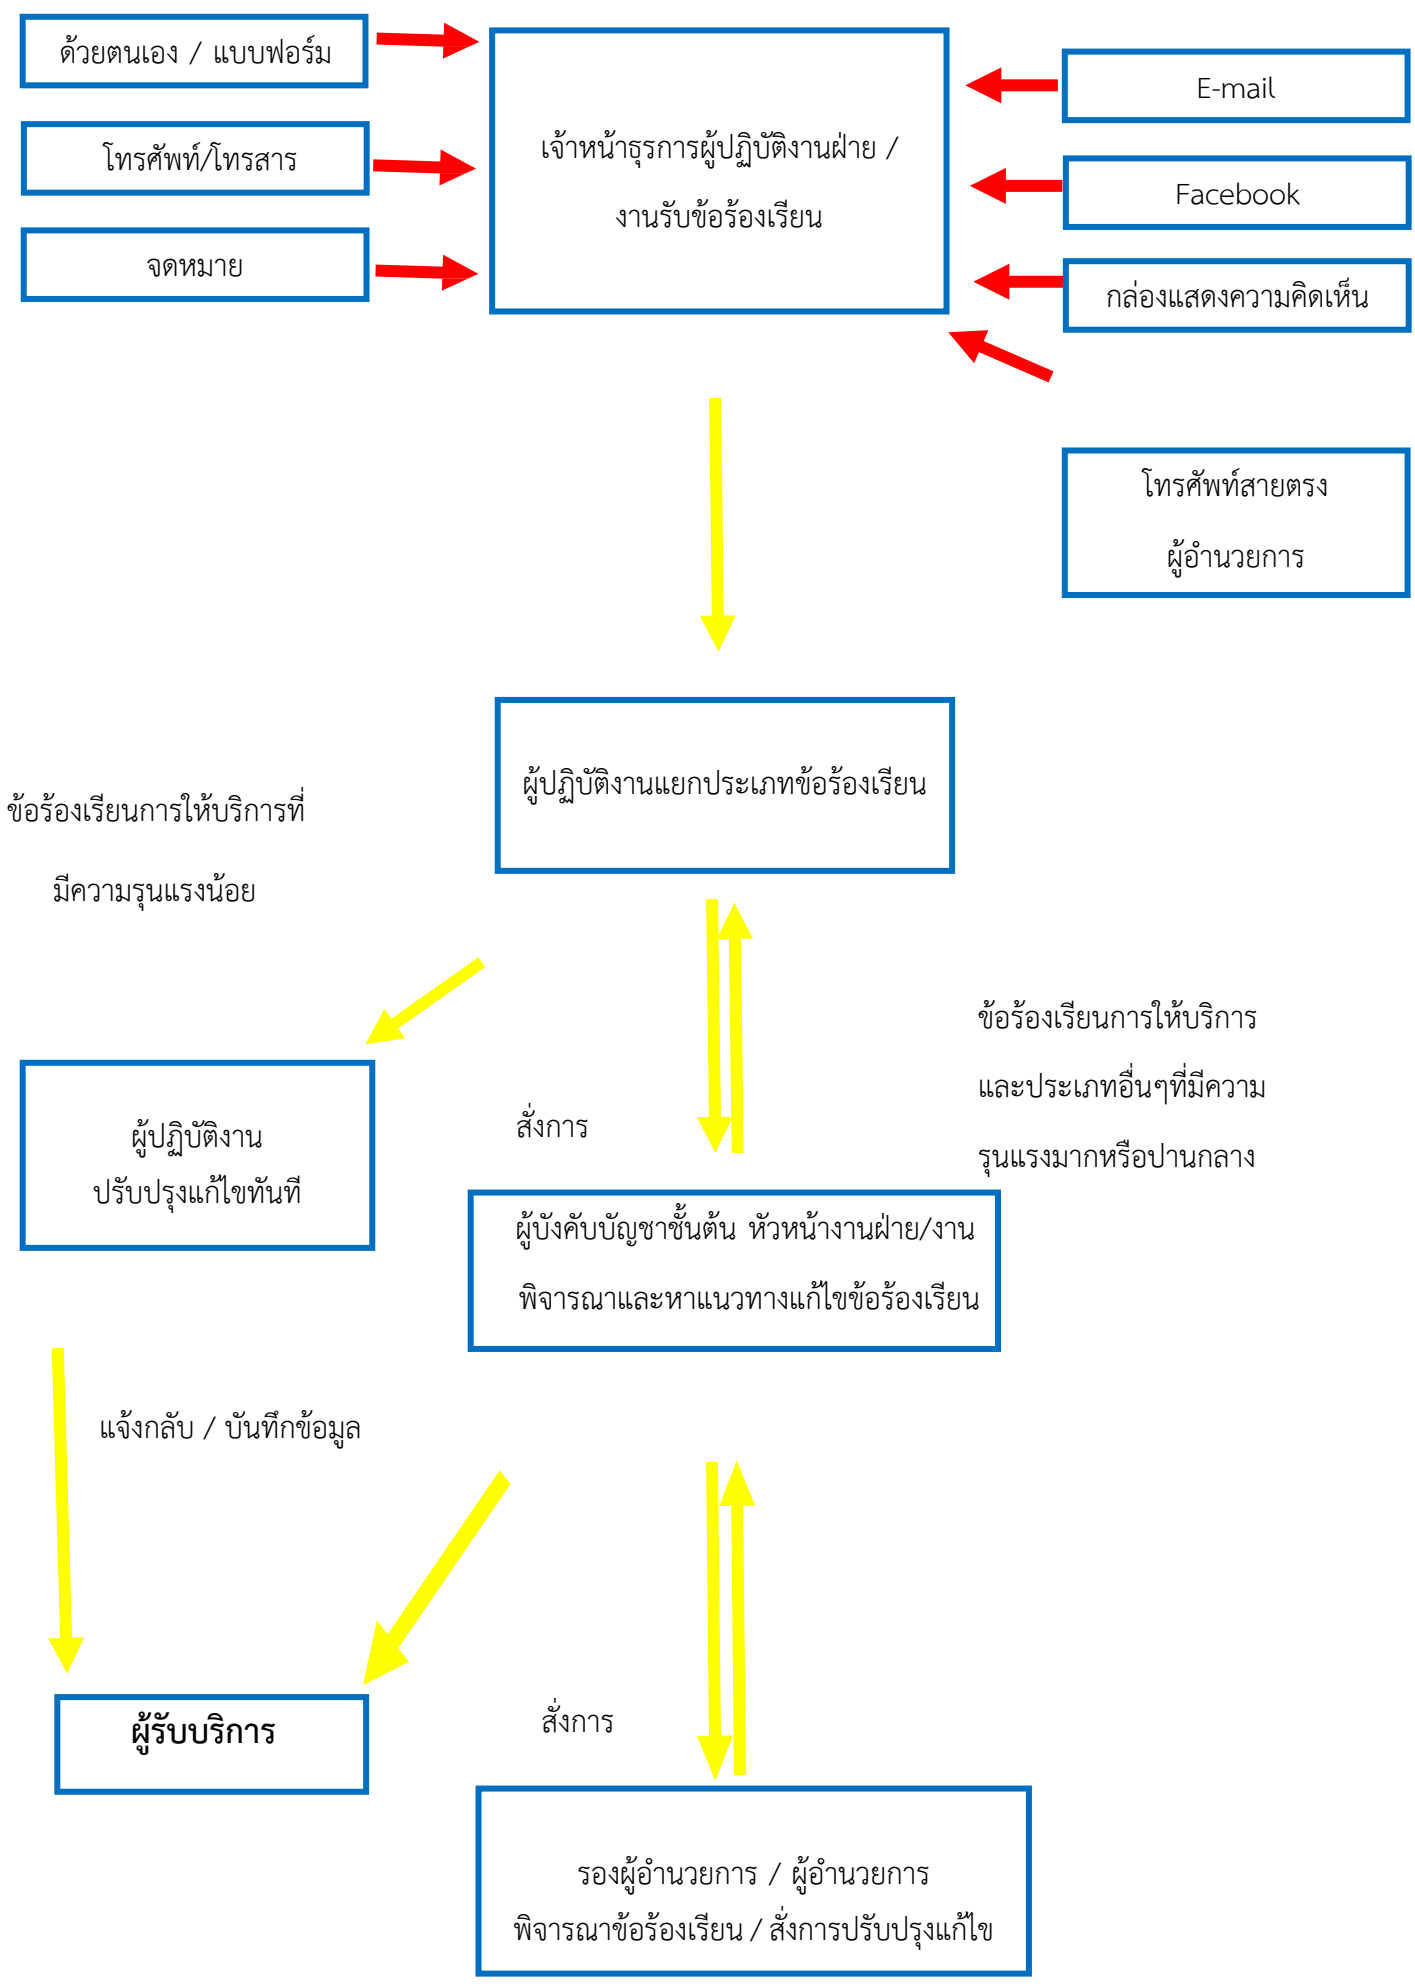 ด้วยตนเอง / แบบฟอร์ม
โทรศัพท์/โทรสาร
จดหมาย
เจ้าหน้าธุรการผู้ปฏิบัติงานฝ่าย /
งานรับข้อร้องเรียน
E-mail
Facebook
กล่องแสดงความคิดเห็น
โทรศัพท์สายตรง
ผู้อำนวยการ
ผู้ปฏิบัติงานแยกประเภทข้อร้องเรียน
ข้อร้องเรียนการให้บริการที่
มีความรุนแรงน้อย
ข้อร้องเรียนการให้บริการ
และประเภทอื่นๆที่มีความ
รุนแรงมากหรือปานกลาง
สั่งการ
ผู้ปฏิบัติงาน
ปรับปรุงแก้ไขทันที
ผู้บังคับบัญชาชั้นต้น หัวหน้างานฝ่าย/งาน
พิจารณาและหาแนวทางแก้ไขข้อร้องเรียน
แจ้งกลับ / บันทึกข้อมูล
ผู้รับบริการ
สั่งการ
รองผู้อำนวยการ / ผู้อำนวยการ
พิจารณาข้อร้องเรียน / สั่งการปรับปรุงแก้ไข